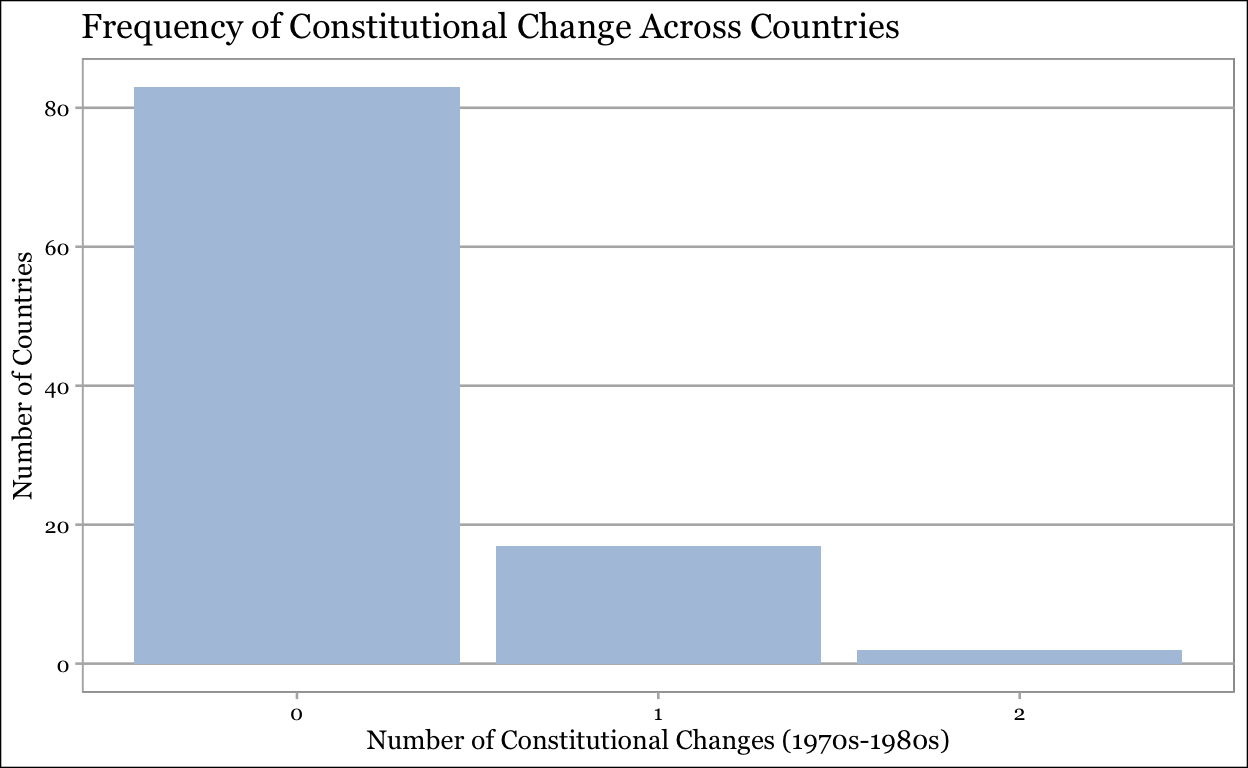 Frequency of Constitutional Change Across Countries
Number of Countries
80
60
40
20
0
0 1 2
Number of Constitutional Changes (1970s-1980s)